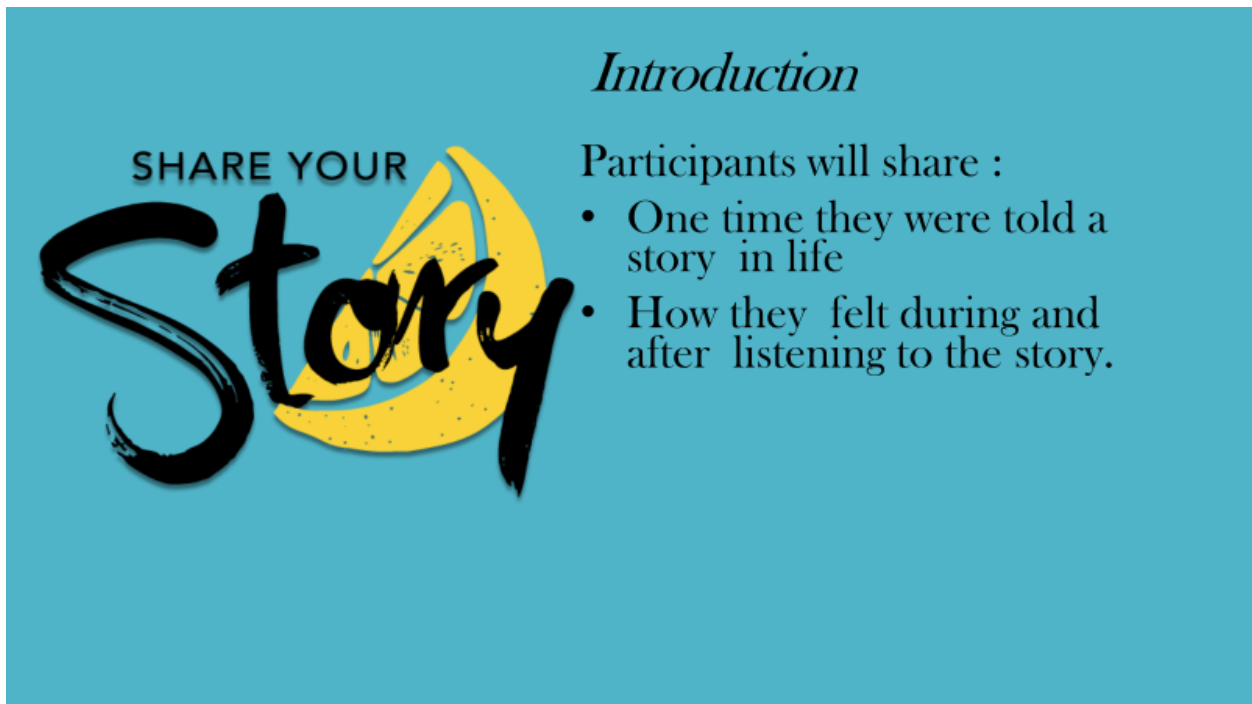 Introduction
SHARE YOUR
Story
Participants will share :
• One time they were told a
story  in life
• How they  felt during and
after  listening to the story.